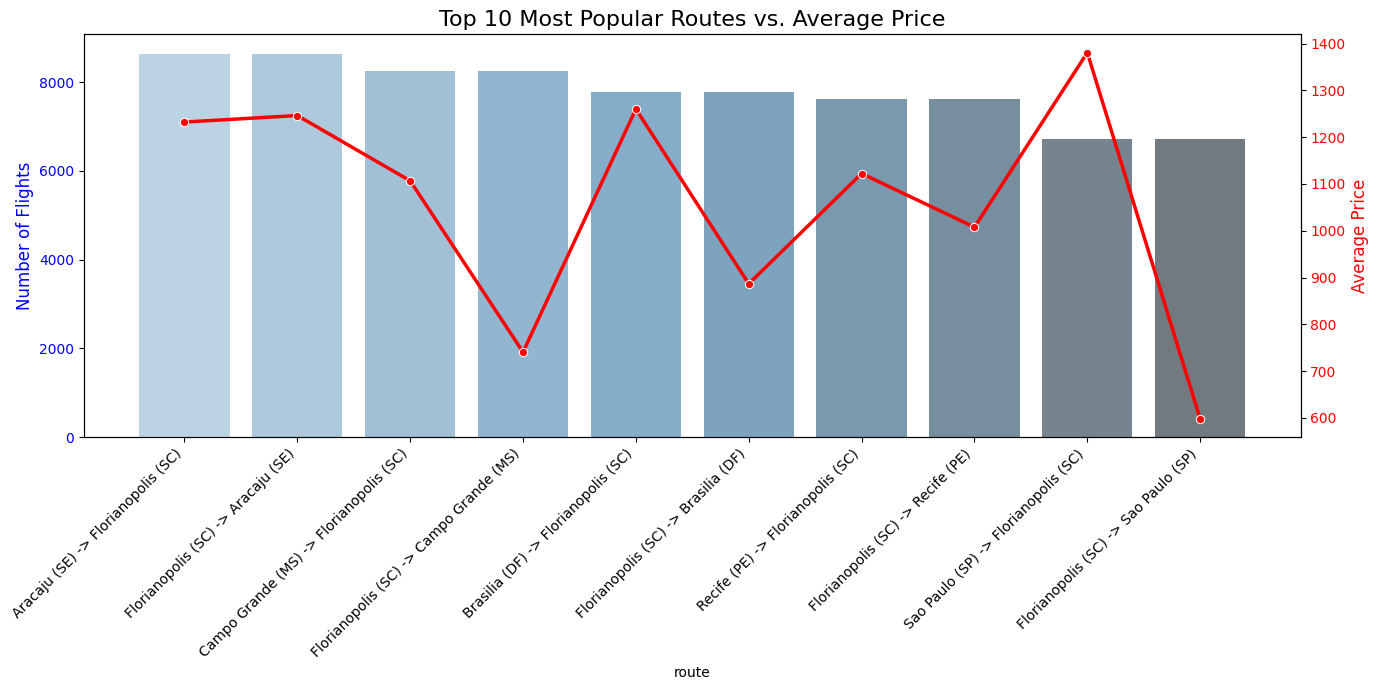 Top 10 Most Popular Routes vs. Average Price
Number of Flights
8000
6000
4000
2000
0
Average Price
1400
1300
1200
1100
1000
900
800
700
600
Aracaju (SE) -> Florianopolis (SC)
Florianopolis (SC) -> Aracaju (SE)
Campo Grande (MS) -> Florianopolis (SC)
Florianopolis (SC) -> Campo Grande (MS)
Brasilia (DF) -> Florianopolis (SC)
Florianopolis (SC) -> Brasilia (DF)
Recife (PE) -> Florianopolis (SC)
Florianopolis (SC) -> Recife (PE)
Sao Paulo (SP) -> Florianopolis (SC)
Florianopolis (SC) -> Sao Paulo (SP)
route